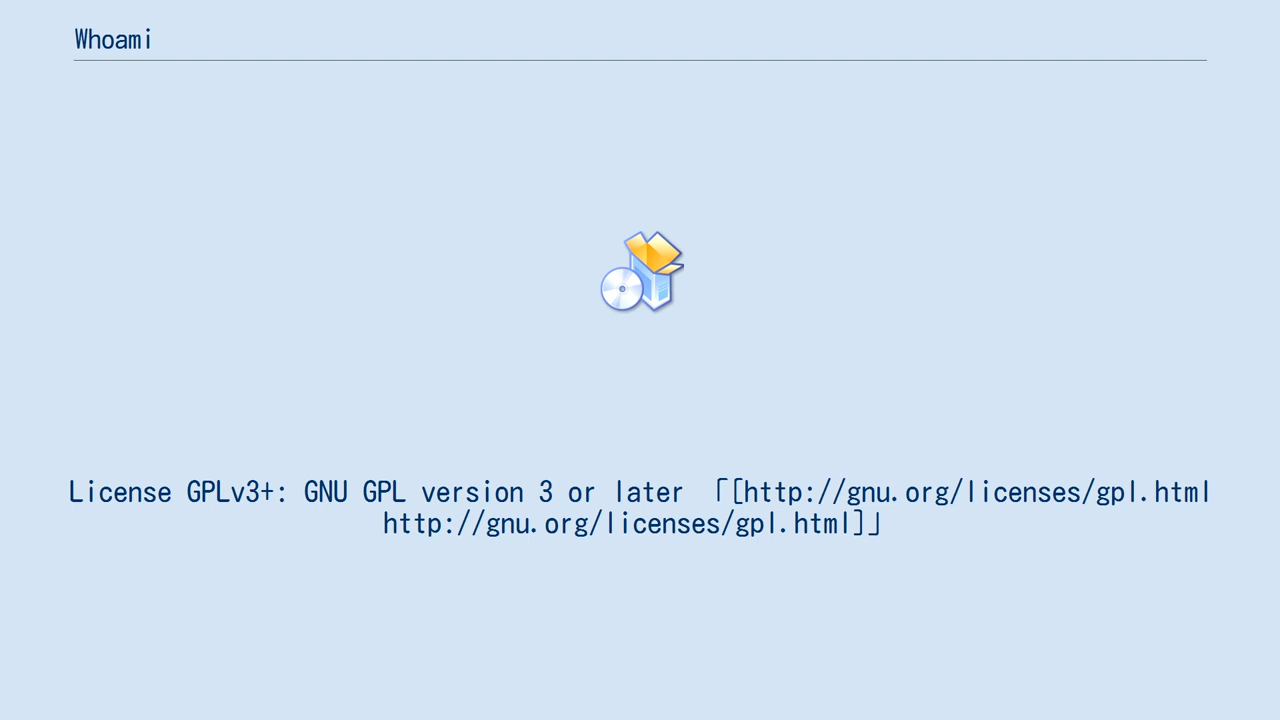 Whoami
License GPLv3+: GNU GPL version 3 or later 「[http://gnu.org/licenses/gpl.html
http://gnu.org/licenses/gpl.html]」